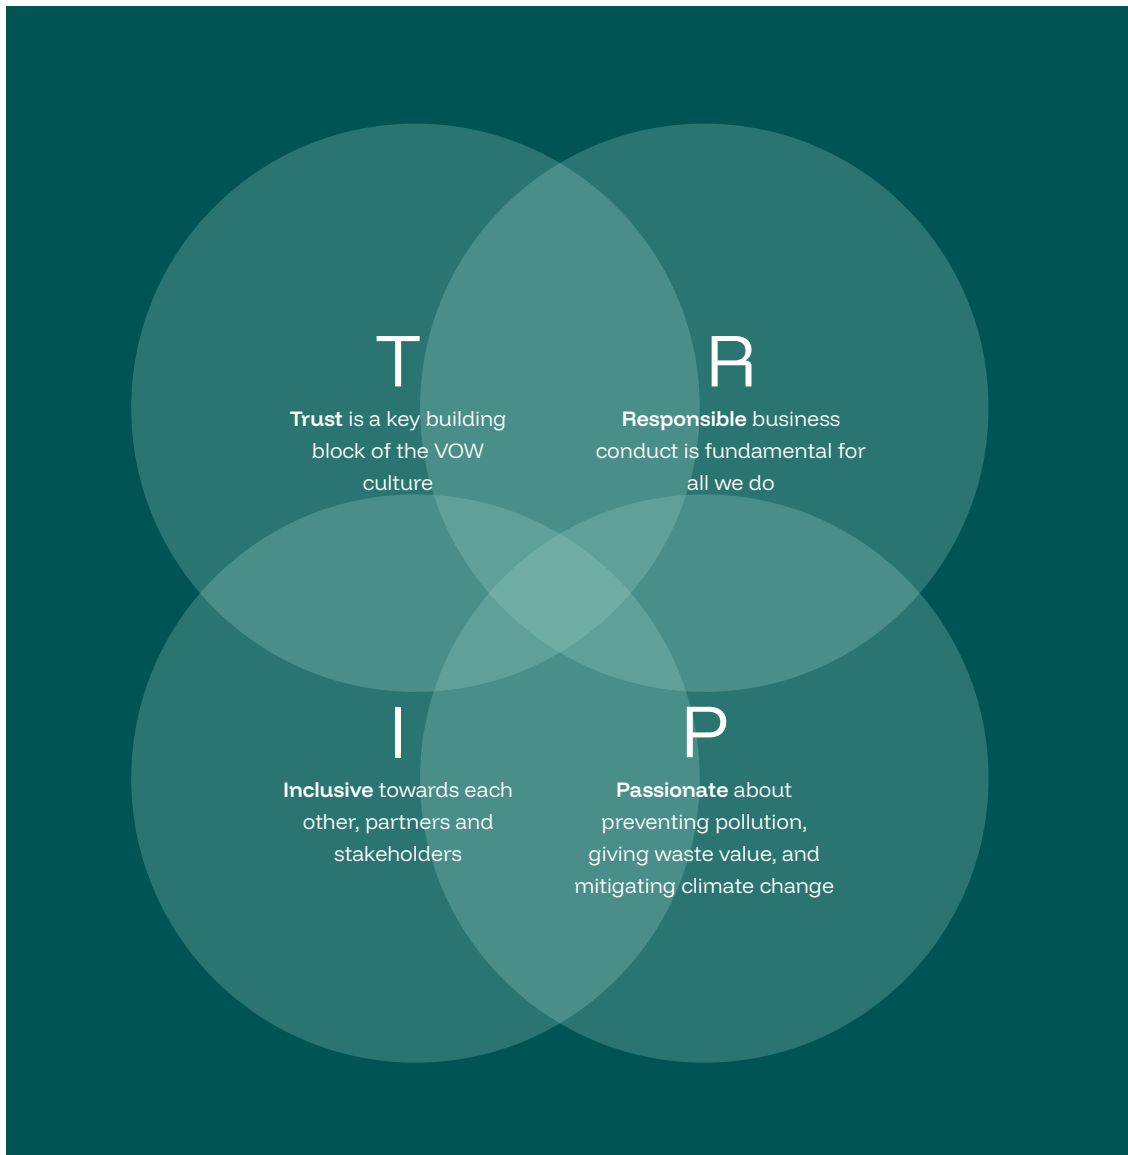 T
Trust is a key building
block of the VOW
culture
R
Responsible business
conduct is fundamental for
all we do
I
Inclusive towards each
other, partners and
stakeholders
P
Passionate about
preventing pollution,
giving waste value, and
mitigating climate change